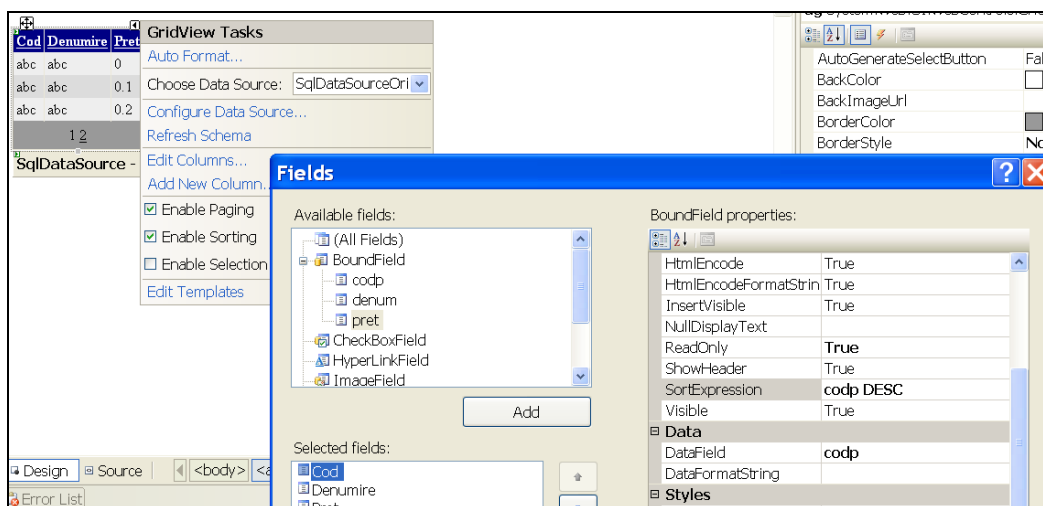 Cod Denumire Pret
abc abc 0
abc abc 0.1
abc abc 0.2
1 2
SqlDataSource -
GridView Tasks
Auto Format...
Choose Data Source: SqlDataSourceOri
Configure Data Source...
Refresh Schema
Edit Columns...
Add New Column..
Enable Paging
Enable Sorting
Enable Selection
Edit Templates
AutoGenerateSelectButton Fal
BackColor
BackImageUrl
BorderColor
BorderStyle No
Fields
Available fields:
(All Fields)
BoundField
codp
denum
pret
CheckBoxField
HyperLinkField
ImageField
Add
Selected fields:
Cod
Denumire
Pret
BoundField properties:
HtmlEncode True
HtmlEncodeFormatStrin True
InsertVisible True
NullDisplayText
ReadOnly True
ShowHeader True
SortExpression codp DESC
Visible True
Data
DataField codp
DataFormatString
Styles
Design Source <body> <a
Error List